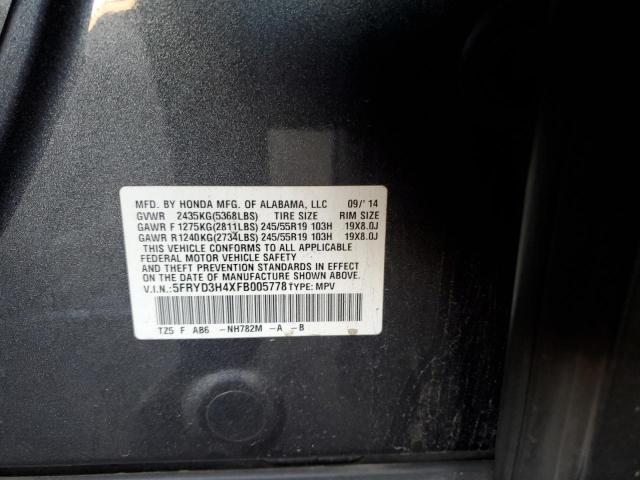 MFD. BY HONDA MFG. OF ALABAMA, LLC 09/'14
GVWR 2435KG(5368LBS) TIRE SIZE RIM SIZE
GAWR F 1275KG(2811LBS) 245/55R19 103H 19X8.0J
GAWR R 1240KG(2734LBS) 245/55R19 103H 19X8.0J
THIS VEHICLE CONFORMS TO ALL APPLICABLE
FEDERAL MOTOR VEHICLE SAFETY
AND THEFT PREVENTION STANDARDS IN EFFECT
ON THE DATE OF MANUFACTURE SHOWN ABOVE.
V.I.N.:5FRYD3H4XFB005778 TYPE: MPV
TZ5 F AB6 -NH782M -A -B